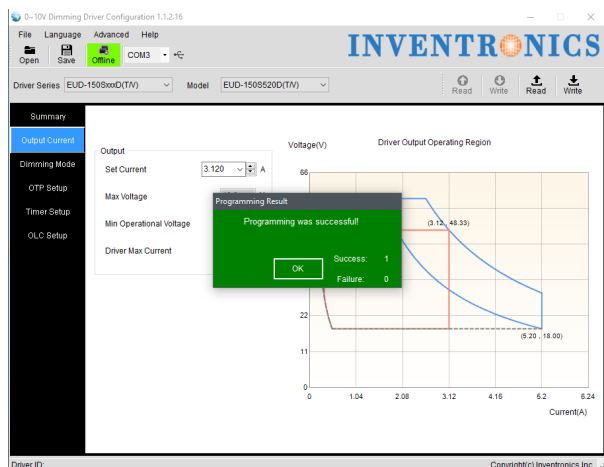 0~10V Dimming Driver Configuration 1.1.2.16
File Language Advanced Help
Open Save Offline COM3
INVENTRONICS
Driver Series EUD-150SxxxD(T/V) Model EUD-150S520D(T/V)
Read Write Read Write
Summary
Output Current
Dimming Mode
OTP Setup
Timer Setup
OLC Setup
Output
Set Current 3.120 A
Max Voltage
Min Operational Voltage
Driver Max Current
Programming Result
Programming was successful!
OK
Success: 1
Failure: 0
Voltage(V) Driver Output Operating Region
66
(3.12 , 48.33)
22
(5.20 , 18.00)
11
0
0 1.04 2.08 3.12 4.16 5.2 6.24
Current(A)
Driver ID: Copyright(c) Inventronics Inc.